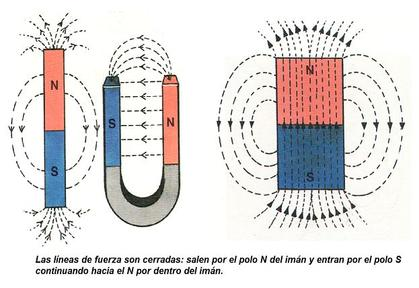 N
S
S
N
N
S
Las líneas de fuerza son cerradas: salen por el polo N del imán y entran por el polo S
continuando hacia el N por dentro del imán.